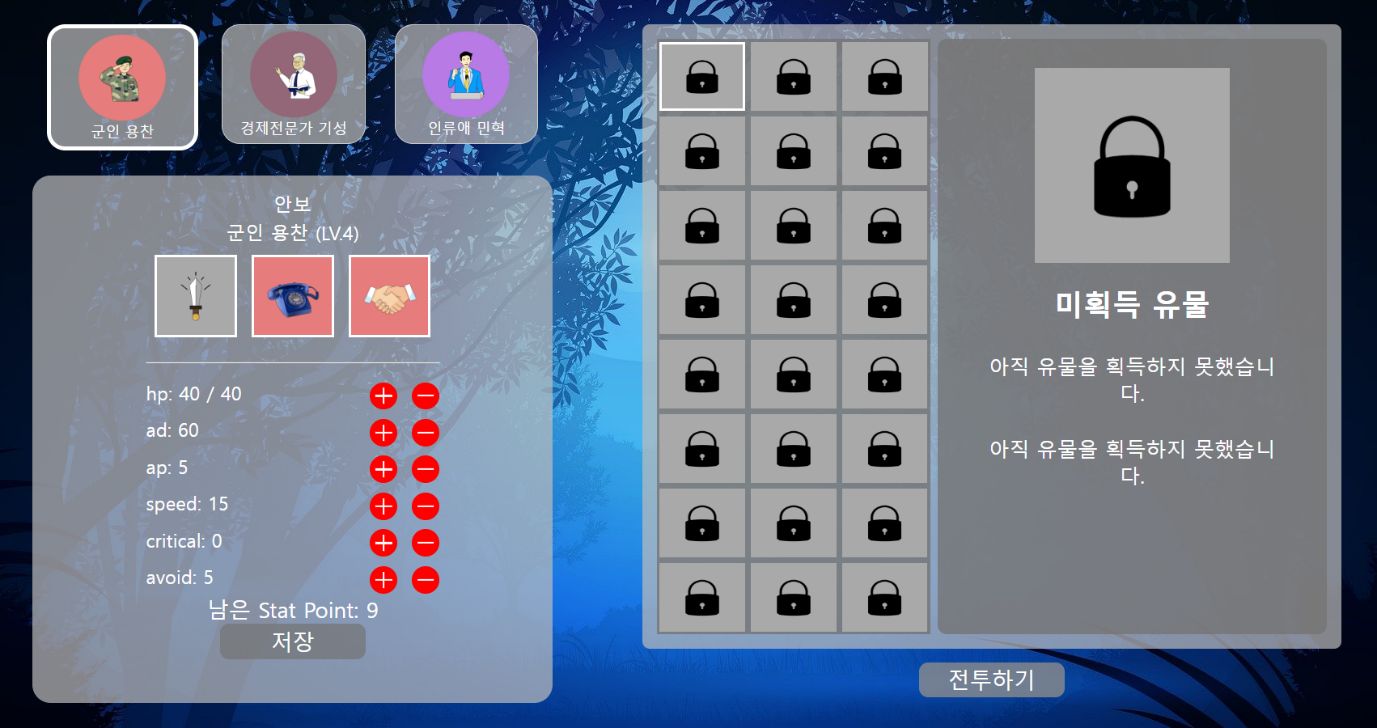 군인 용찬
경제전문가 기성
인류애 민혁
안보
군인 용찬 (LV.4)
hp: 40 / 40
ad: 60
ap: 5
speed: 15
critical: 0
avoid: 5
남은 Stat Point: 9
저장
미획득 유물
아직 유물을 획득하지 못했습니
다.
아직 유물을 획득하지 못했습니
다.
전투하기